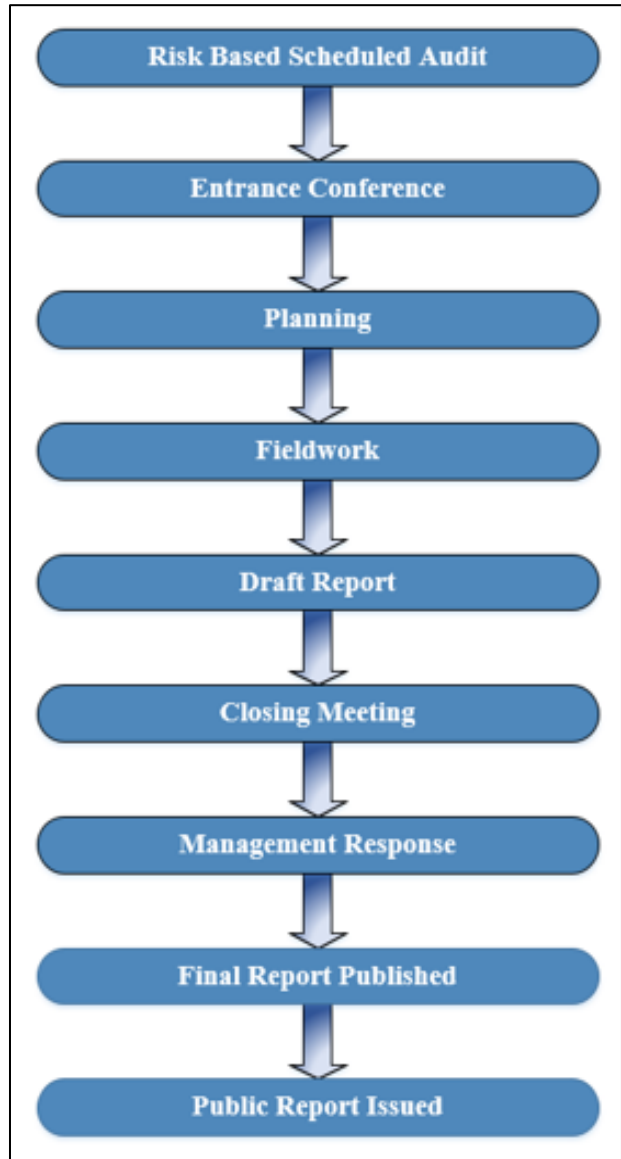 Risk Based Scheduled Audit
Entrance Conference
Planning
Fieldwork
Draft Report
Closing Meeting
Management Response
Final Report Published
Public Report Issued